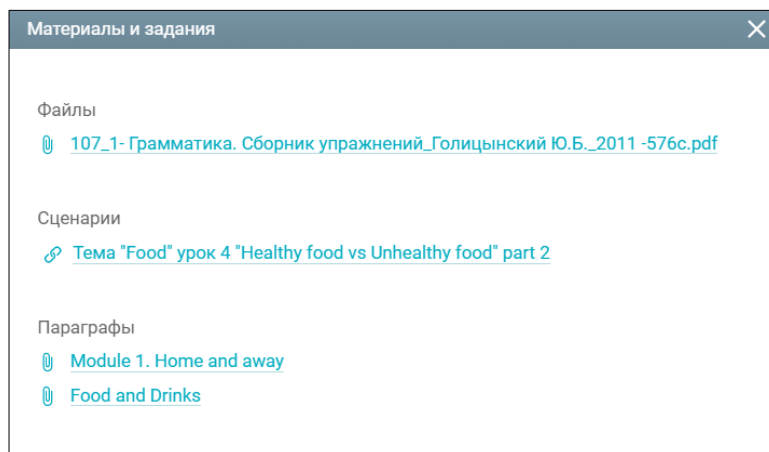 Материалы и задания
Файлы
107_1- Грамматика. Сборник упражнений_Голицынский Ю.Б._2011 -576с.pdf
Сценарии
Тема "Food" урок 4 "Healthy food vs Unhealthy food" part 2
Параграфы
Module 1. Home and away
Food and Drinks